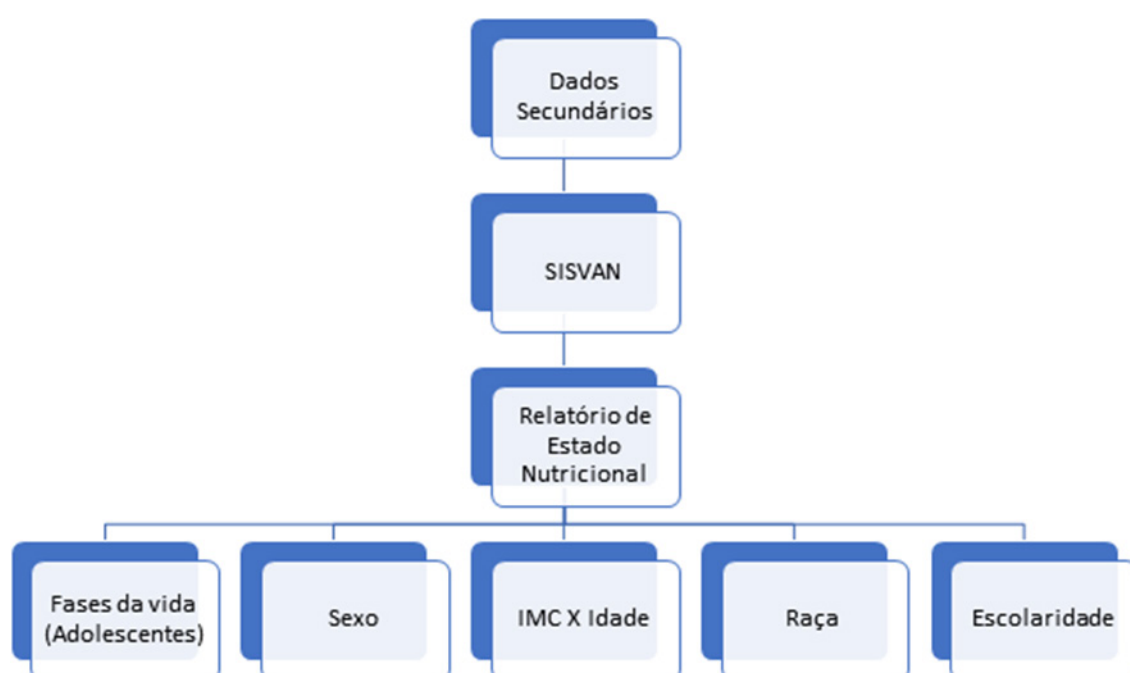 Dados
Secundários
SISVAN
Relatório de
Estado
Nutricional
Fases da vida
(Adolescentes)
Sexo
IMC X Idade
Raça
Escolaridade